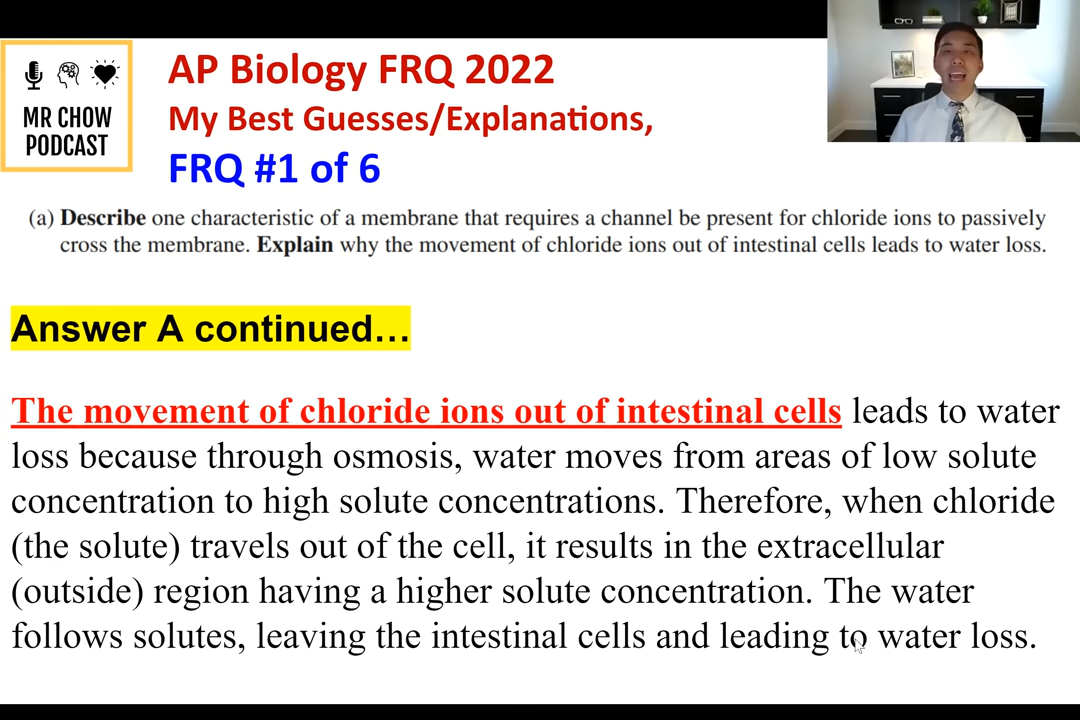 MR CHOW
PODCAST
AP Biology FRQ 2022
My Best Guesses/Explanations,
FRQ #1 of 6
(a) Describe one characteristic of a membrane that requires a channel be present for chloride ions to passively
cross the membrane. Explain why the movement of chloride ions out of intestinal cells leads to water loss.
Answer A continued...
The movement of chloride ions out of intestinal cells leads to water
loss because through osmosis, water moves from areas of low solute
concentration to high solute concentrations. Therefore, when chloride
(the solute) travels out of the cell, it results in the extracellular
(outside) region having a higher solute concentration. The water
follows solutes, leaving the intestinal cells and leading to water loss.